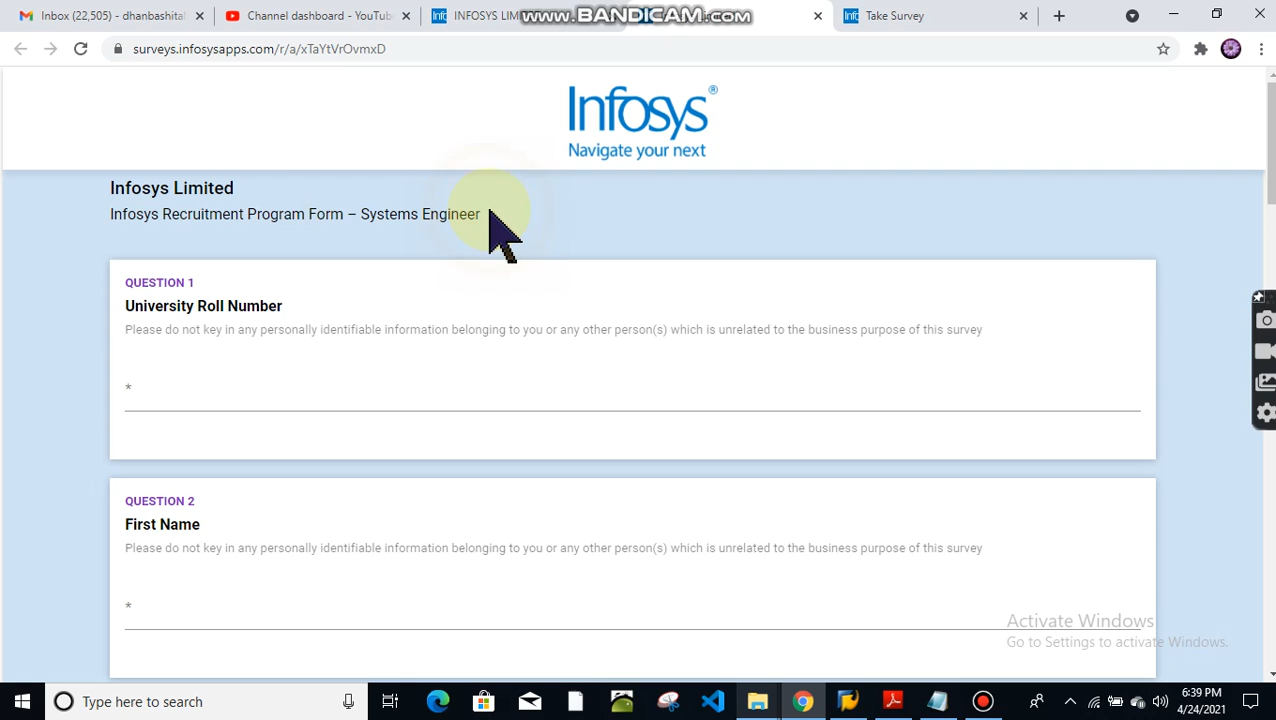 Inbox (22,505) - dhanbashital
Channel dashboard - YouTube
INFOSYS LIM
www.BANDICAM.com
Take Survey
surveys.infosysapps.com/r/a/xTaYtVrOvmxD
Infosys®
Navigate your next
Infosys Limited
Infosys Recruitment Program Form – Systems Engineer
QUESTION 1
University Roll Number
Please do not key in any personally identifiable information belonging to you or any other person(s) which is unrelated to the business purpose of this survey
*
QUESTION 2
First Name
Please do not key in any personally identifiable information belonging to you or any other person(s) which is unrelated to the business purpose of this survey
*
Activate Windows
Go to Settings to activate Windows.
Type here to search
:39 PM
4/24/2021